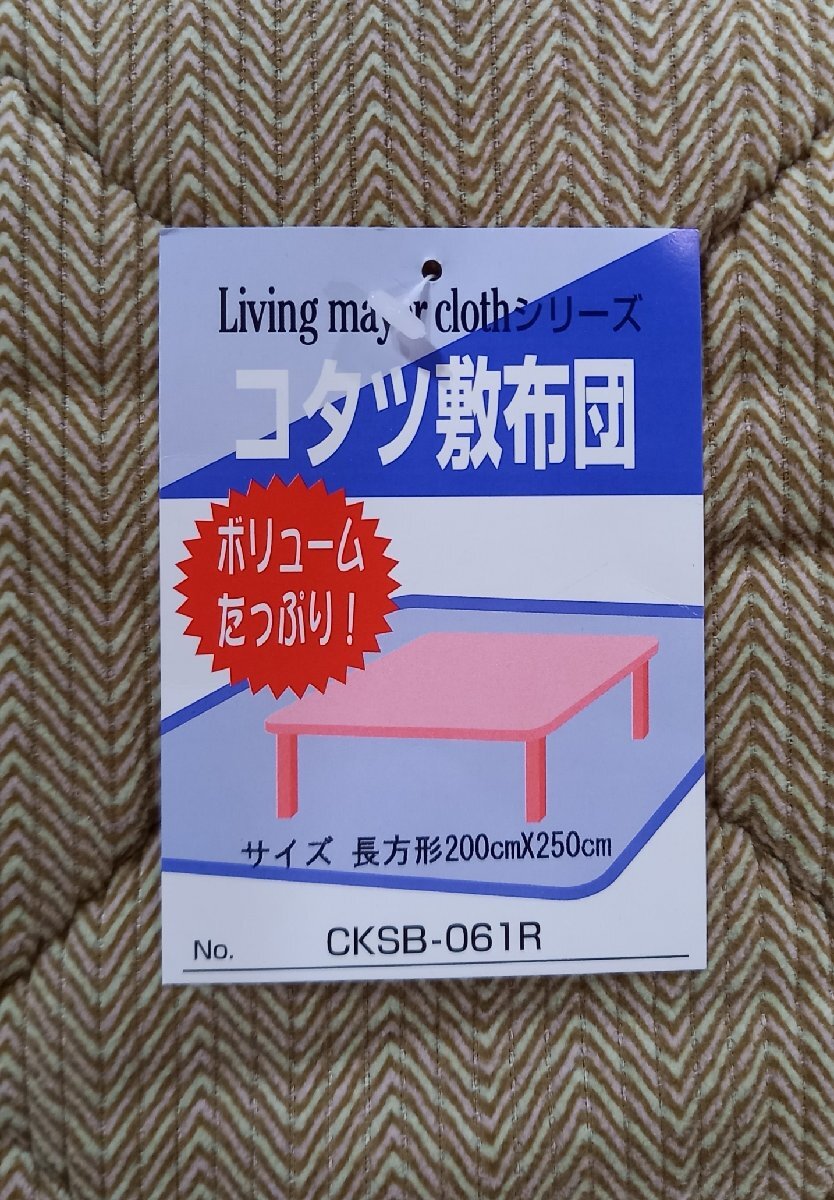 Living mayer clothシリーズ
コタツ敷布団
ボリューム
たっぷり!
サイズ 長方形200cmX250cm
No. CKSB-061R